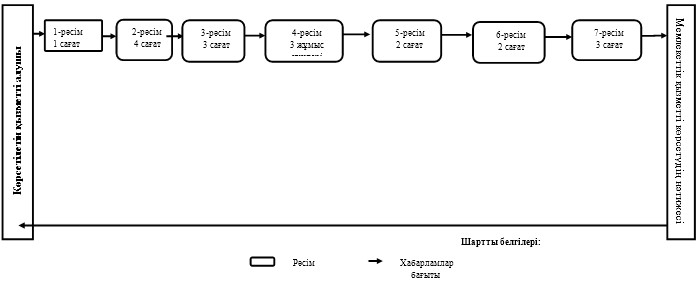 Көрсетілетін қызметті алушы
1-рәсім
1 сағат
2-рәсім
4 сағат
3-рәсім
3 сағат
4-рәсім
3 жұмыс
5-рәсім
2 сағат
6-рәсім
2 сағат
7-рәсім
3 сағат
Мемлекеттік қызметті көрсетудің нәтижесі
Шартты белгілері:
Рәсім
Хабарламлар
бағыты